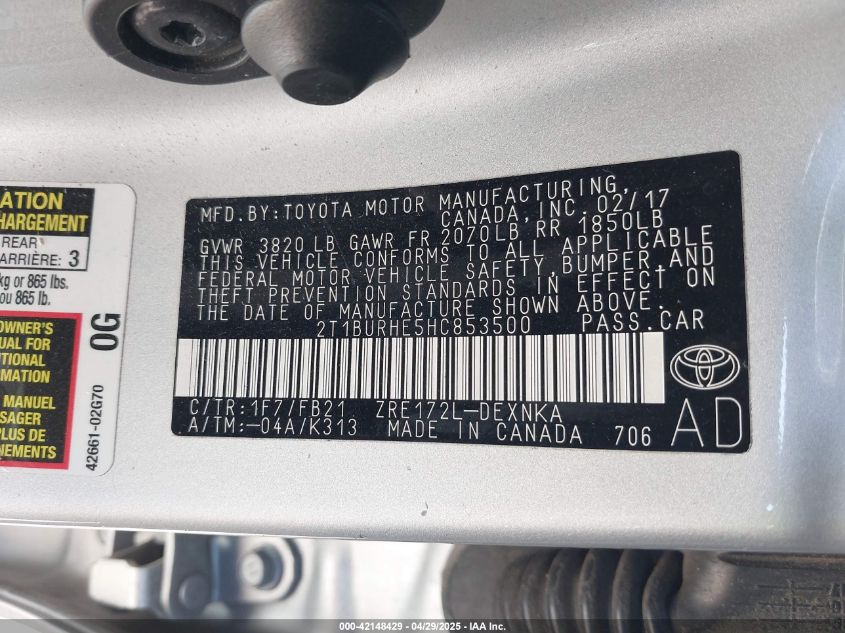 ATION
HARGEMENT
REAR
ARRIÈRE: 3
kg or 865 lbs.
ou 865 lb.
OWNER'S
UAL FOR
ITIONAL
RMATION
MANUEL
SAGER
PLUS DE
NEMENTS
0G
42661-02G70
MFD.BY:TOYOTA MOTOR MANUFACTURING,
CANADA, INC. 02/17
GVWR 3820 LB GAWR FR 2070LB, RR 1850LB
THIS VEHICLE CONFORMS TO ALL APPLICABLE
FEDERAL MOTOR VEHICLE SAFETY, BUMPER, AND
THEFT PREVENTION STANDARDS IN EFFECT ON
THE DATE OF MANUFACTURE SHOWN ABOVE.
2T1BURHE5HC853500 PASS.CAR
C/TR:1F7/FB21 ZRE172L-DEXNKA
A/TM:-04A/K313 MADE IN CANADA 706
AD
000-42148429 - 04/29/2025 - IAA Inc.